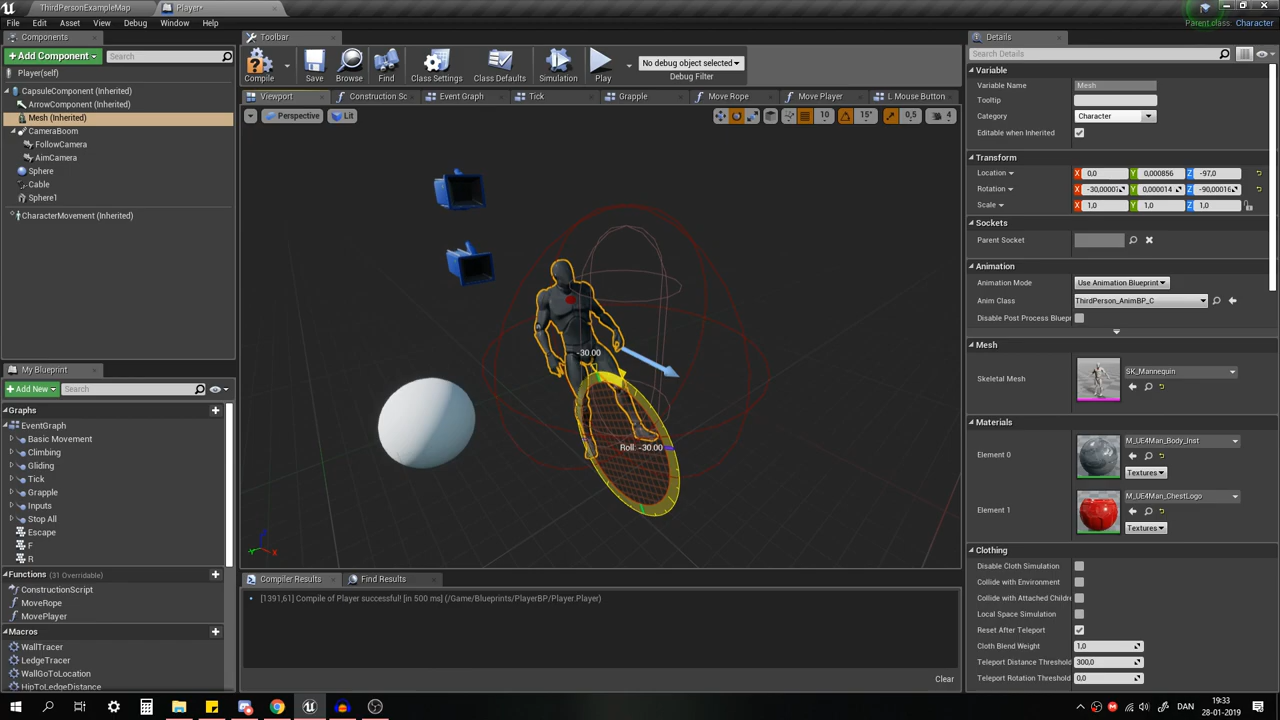 ThirdPersonExampleMap
Player*
File Edit Asset View Debug Window Help
Parent class: Character
Components
+ Add Component
Search
Player(self)
CapsuleComponent (Inherited)
ArrowComponent (Inherited)
Mesh (Inherited)
CameraBoom
FollowCamera
AimCamera
Sphere
Cable
Sphere1
CharacterMovement (Inherited)
My Blueprint
+ Add New
Search
Graphs
EventGraph
Basic Movement
Climbing
Gliding
Tick
Grapple
Inputs
Stop All
Escape
F
R
Functions (31 Overridable)
ConstructionScript
MoveRope
MovePlayer
Macros
WallTracer
LedgeTracer
WallGoToLocation
HipToLedgeDistance
Toolbar
Compile
Save
Browse
Find
Class Settings
Class Defaults
Simulation
Play
No debug object selected
Debug Filter
Viewport
Construction Sc
Event Graph
Tick
Grapple
Move Rope
Move Player
L Mouse Button
Perspective
Lit
10
15°
0,5
4
-30.00
Roll: -30.00
Z
X
Compiler Results
Find Results
[1391,61] Compile of Player successful! [in 500 ms] (/Game/Blueprints/PlayerBP/Player.Player)
Clear
Details
Search Details
Variable
Variable Name Mesh
Tooltip
Category Character
Editable when Inherited
Transform
Location X 0,0 Y 0,000856 Z -97,0
Rotation X -30,00007 Y 0,000014 Z -90,00016
Scale X 1,0 Y 1,0 Z 1,0
Sockets
Parent Socket
Animation
Animation Mode Use Animation Blueprint
Anim Class ThirdPerson_AnimBP_C
Disable Post Process Bluepr
Mesh
Skeletal Mesh SK_Mannequin
Materials
Element 0 M_UE4Man_Body_Inst
Textures
Element 1 M_UE4Man_ChestLogo
Textures
Clothing
Disable Cloth Simulation
Collide with Environment
Collide with Attached Childre
Local Space Simulation
Reset After Teleport
Cloth Blend Weight 1,0
Teleport Distance Threshold 300,0
Teleport Rotation Threshold 0,0
DAN
19:33
28-01-2019